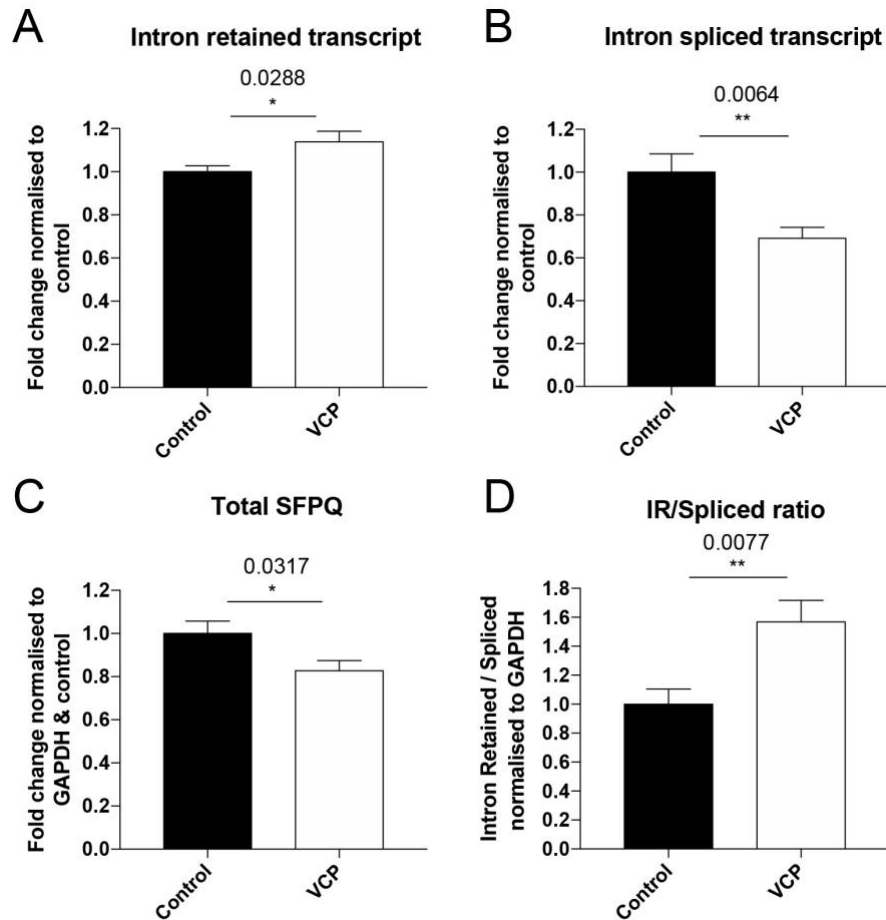 A
Intron retained transcript
0.0288
*
Fold change normalised to
control
1.2
1.0
0.8
0.6
0.4
0.2
0.0
Control
VCP
B
Intron spliced transcript
0.0064
**
Fold change normalised to
control
1.2
1.0
0.8
0.6
0.4
0.2
0.0
Control
VCP
C
Total SFPQ
0.0317
*
Fold change normalised to
GAPDH & control
1.2
1.0
0.8
0.6
0.4
0.2
0.0
Control
VCP
D
IR/Spliced ratio
0.0077
**
Intron Retained / Spliced
normalised to GAPDH
1.8
1.6
1.4
1.2
1.0
0.8
0.6
0.4
0.2
0.0
Control
VCP